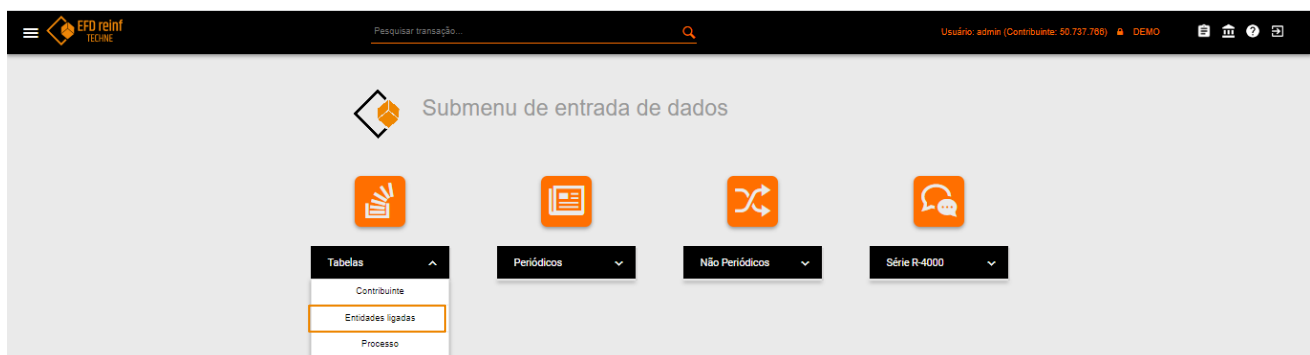 EFD reinf
TECHNE
Pesquisar transação...
Usuário: admin (Contribuinte: 50.737.766) DEMO
Submenu de entrada de dados
Tabelas
Periódicos
Não Periódicos
Série R-4000
Contribuinte
Entidades ligadas
Processo